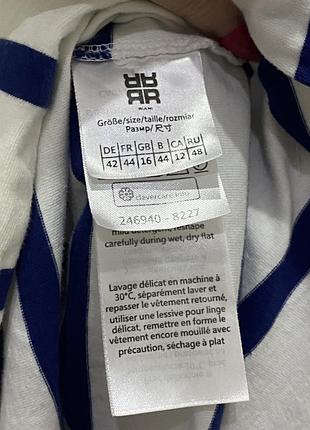 RIANI
Größe/size/taille/rozmiar
Размер/尺寸
DE FR GB B CA RU
42 44 16 44 12 48
clevercare.info
246940 - 8227
mild detergent, reshape
carefully during wet, dry flat
Lavage délicat en machine à
30°C, séparément laver et
repasser le vêtement retourné,
utiliser une lessive pour linge
délicat, remettre en forme le
vêtement encore mouillé avec
précaution, séchage à plat